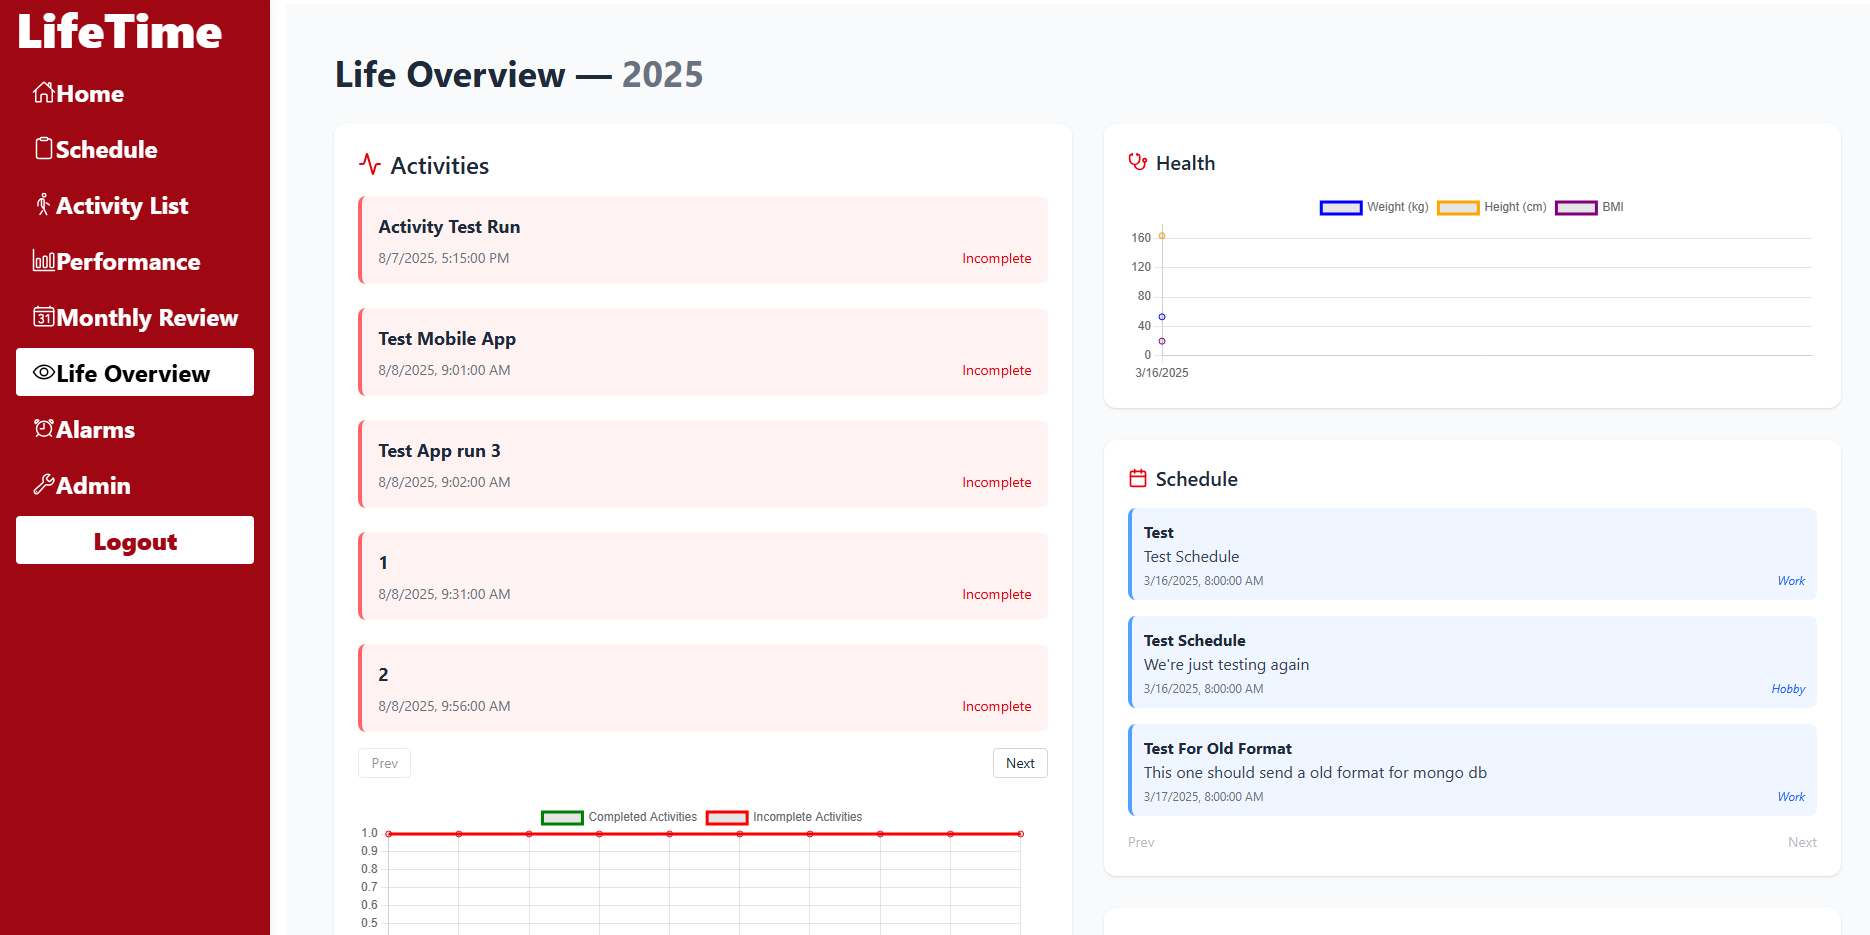 LifeTime
Home
Schedule
Activity List
Performance
31 Monthly Review
Life Overview
Alarms
Admin
Logout
Life Overview — 2025
Activities
Activity Test Run
8/7/2025, 5:15:00 PM Incomplete
Test Mobile App
8/8/2025, 9:01:00 AM Incomplete
Test App run 3
8/8/2025, 9:02:00 AM Incomplete
1
8/8/2025, 9:31:00 AM Incomplete
2
8/8/2025, 9:56:00 AM Incomplete
Prev Next
Completed Activities Incomplete Activities
1.0
0.9
0.8
0.7
0.6
0.5
Health
Weight (kg) Height (cm) BMI
160
120
80
40
0
3/16/2025
Schedule
Test
Test Schedule
3/16/2025, 8:00:00 AM Work
Test Schedule
We're just testing again
3/16/2025, 8:00:00 AM Hobby
Test For Old Format
This one should send a old format for mongo db
3/17/2025, 8:00:00 AM Work
Prev Next